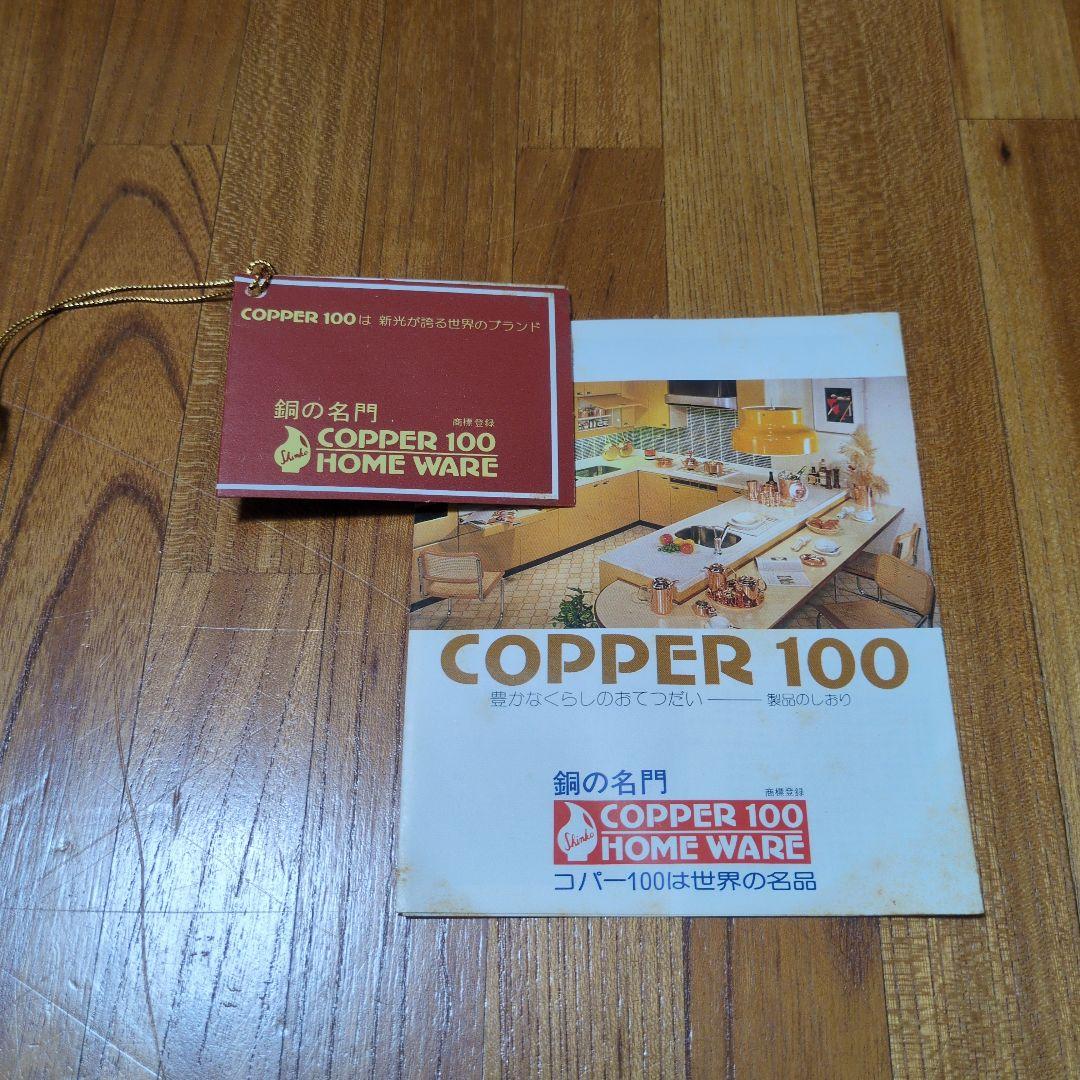 COPPER 100は 新光が誇る世界のブランド
銅の名門
商標登録
Shinko
COPPER 100
HOME WARE
COPPER 100
豊かなくらしのおてつだい――製品のしおり
銅の名門
商標登録
Shinko
COPPER 100
HOME WARE
コパー100は世界の名品